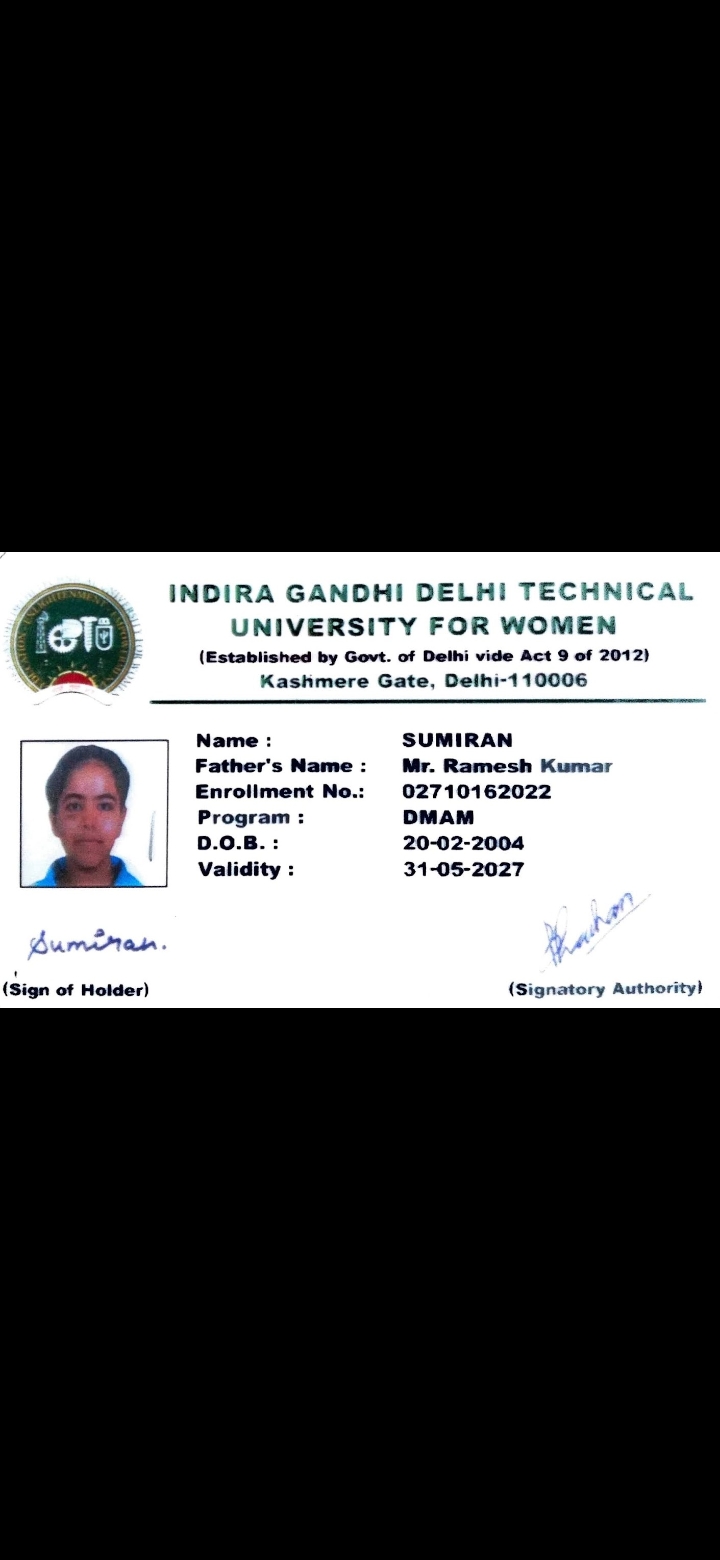 INDIRA GANDHI DELHI TECHNICAL
UNIVERSITY FOR WOMEN
(Established by Govt. of Delhi vide Act 9 of 2012)
Kashmere Gate, Delhi-110006
Name : SUMIRAN
Father's Name : Mr. Ramesh Kumar
Enrollment No.: 02710162022
Program : DMAM
D.O.B. : 20-02-2004
Validity : 31-05-2027
Sumiran.
(Sign of Holder) (Signatory Authority)